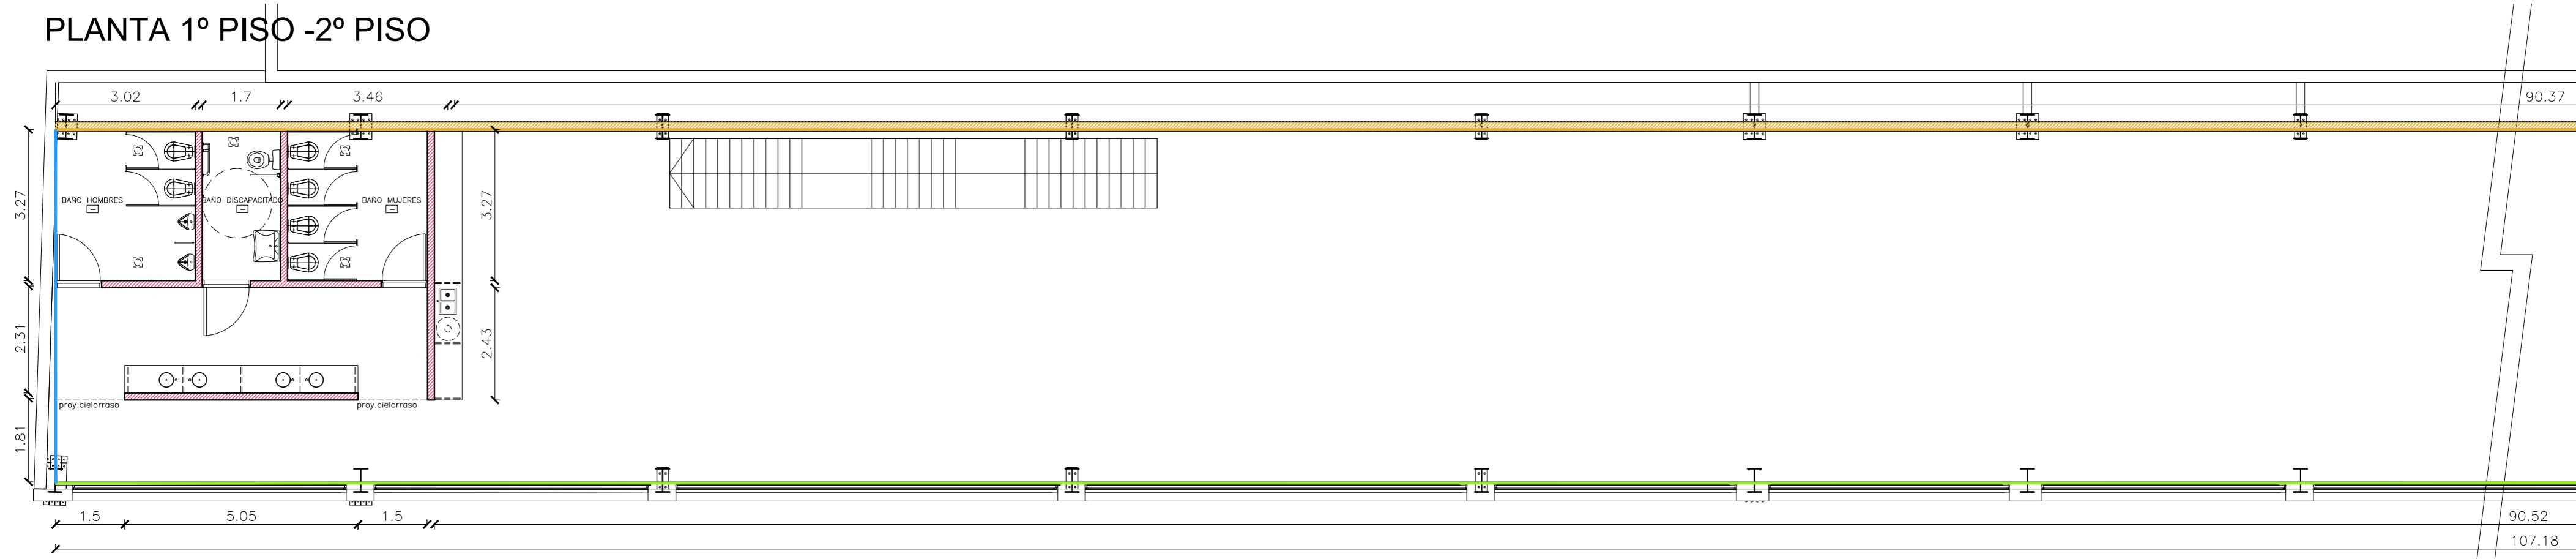 PLANTA 1º PISO -2º PISO
3.02
1.7
3.46
90.37
3.27
3.27
BAÑO HOMBRES
BAÑO DISCAPACITADO
BAÑO MUJERES
2.31
2.43
proy.cielorraso
proy.cielorraso
1.81
1.5
5.05
1.5
90.52
107.18